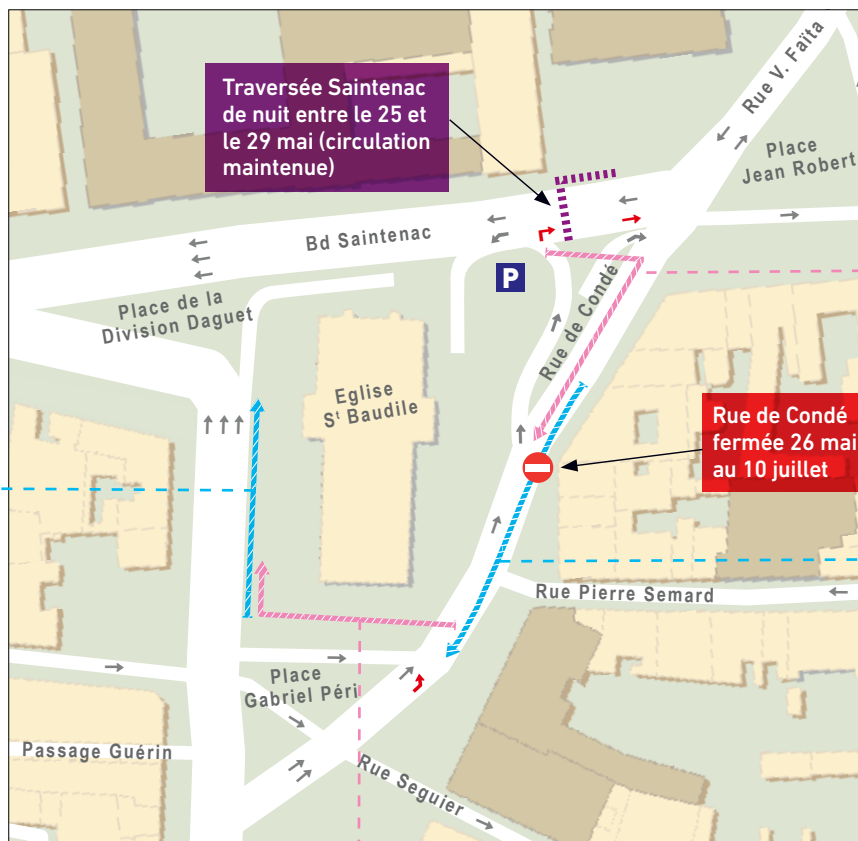 Traversée Saintenac
de nuit entre le 25 et
le 29 mai (circulation
maintenue)
Rue V. Faïta
Place
Jean Robert
Bd Saintenac
P
Place de la
Division Daguet
Rue de Condé
Eglise
St Baudile
Rue de Condé
fermée 26 mai
au 10 juillet
Rue Pierre Semard
Place
Gabriel Péri
Passage Guérin
Rue Seguier